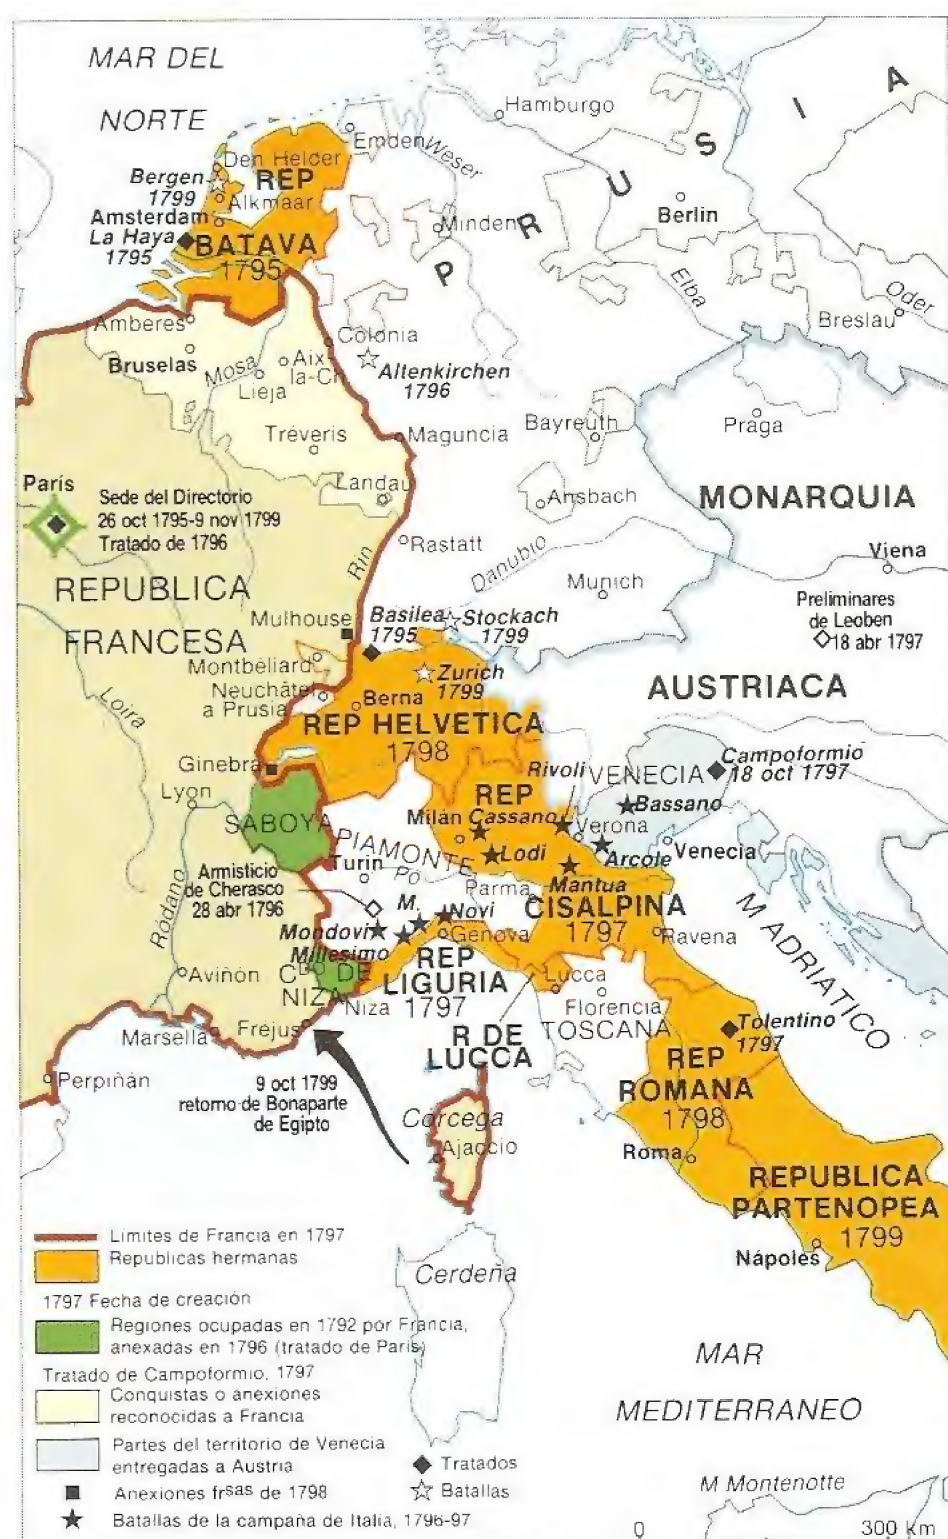 MAR DEL
NORTE
Hamburgo
Emden
Weser
PRUSIA
Den Helder
Bergen
1799
REP
Alkmaar
Amsterdam
La Haya
1795
BATAVA
1795
Minden
Berlin
Elba
Oder
Breslau
Amberes
Bruselas
Mosa
Lieja
Aix-
la-Ch
Colonia
Altenkirchen
1796
Tréveris
Maguncia
Bayreuth
Praga
Landau
Ansbach
MONARQUIA
París
Sede del Directorio
26 oct 1795-9 nov 1799
Tratado de 1796
Rastatt
Rin
Danubio
Munich
Viena
REPUBLICA
FRANCESA
Mulhouse
Basilea
1795
Stockach
1799
Preliminares
de Leoben
18 abr 1797
Montbéliard
Neuchâtel
a Prusia
Zurich
1799
Berna
AUSTRIACA
Loira
REP HELVETICA
1798
Ginebra
Lyon
SABOYA
Rivoli
VENECIA
Campoformio
18 oct 1797
REP
Milán
Cassano
Bassano
Verona
Lodi
Arcole
Venecia
PIAMONTE
Turin
Po
Parma
Mantua
CISALPINA
1797
Ravena
Armisticio
de Cherasco
28 abr 1796
Ródano
M.
Novi
Mondovi
Genova
Millesimo
REP
LIGURIA
1797
Aviñón
CDO DE
NIZA
Niza
Lucca
Florencia
TOSCANA
M ADRIATICO
Marsella
Fréjus
R DE
LUCCA
Tolentino
1797
REP
ROMANA
1798
Perpiñán
9 oct 1799
retorno de Bonaparte
de Egipto
Córcega
Ajaccio
Roma
REPUBLICA
PARTENOPEA
1799
Nápoles
Cerdeña
MAR
MEDITERRANEO
Límites de Francia en 1797
Republicas hermanas
1797 Fecha de creación
Regiones ocupadas en 1792 por Francia,
anexadas en 1796 (tratado de París)
Tratado de Campoformio, 1797
Conquistas o anexiones
reconocidas a Francia
Partes del territorio de Venecia
entregadas a Austria
Anexiones frsas de 1798
Batallas de la campaña de Italia, 1796-97
Tratados
Batallas
M Montenotte
0 300 km